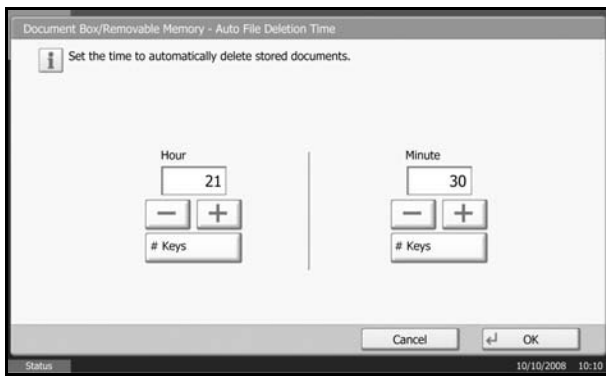 Document Box/Removable Memory - Auto File Deletion Time
Set the time to automatically delete stored documents.
Hour Minute
21 30
# Keys # Keys
Cancel OK
Status 10/10/2008 10:10